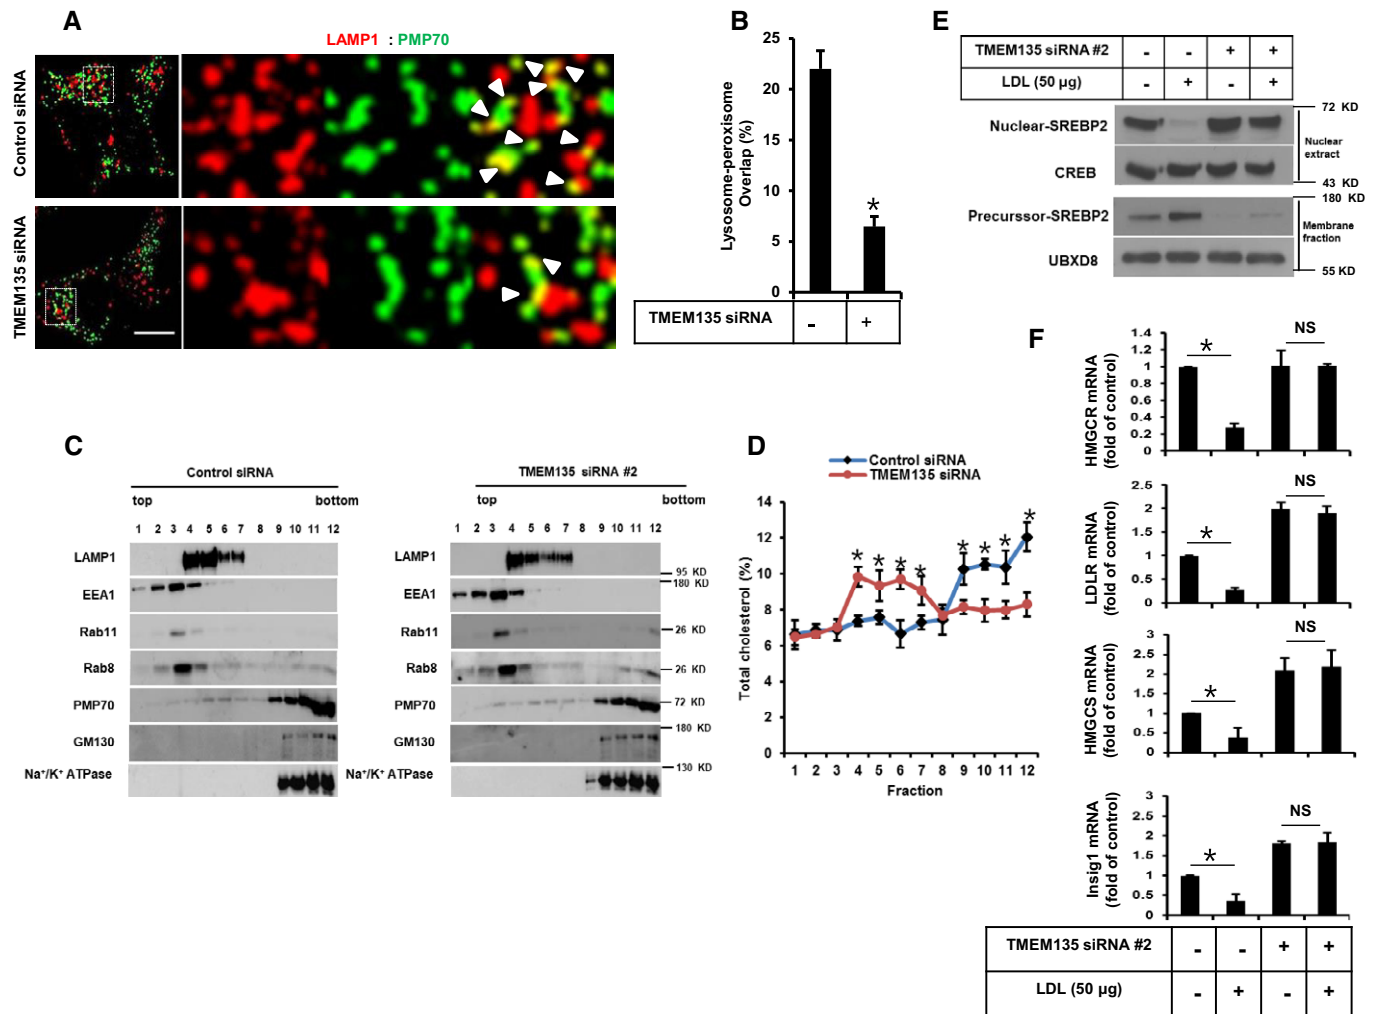 A
LAMP1 : PMP70
Control siRNA
TMEM135 siRNA
B
Lysosome-peroxisome
Overlap (%)
25
20
15
10
5
0
*
TMEM135 siRNA - +
C
Control siRNA
top bottom
1 2 3 4 5 6 7 8 9 10 11 12
LAMP1
EEA1
Rab11
Rab8
PMP70
GM130
Na+/K+ ATPase
TMEM135 siRNA #2
top bottom
1 2 3 4 5 6 7 8 9 10 11 12
LAMP1
95 KD
180 KD
EEA1
Rab11
26 KD
Rab8
26 KD
PMP70
72 KD
180 KD
GM130
130 KD
Na+/K+ ATPase
D
Control siRNA
TMEM135 siRNA
Total cholesterol (%)
14
12
10
8
6
4
2
0
* * * * * * * *
1 2 3 4 5 6 7 8 9 10 11 12
Fraction
E
TMEM135 siRNA #2 - - + +
LDL (50 µg) - + - +
72 KD
Nuclear-SREBP2
Nuclear
extract
CREB
43 KD
180 KD
Precurssor-SREBP2
Membrane
fraction
UBXD8
55 KD
F
HMGCR mRNA
(fold of control)
1.4
1.2
1
0.8
0.6
0.4
0.2
0
*
NS
LDLR mRNA
(fold of control)
2.5
2
1.5
1
0.5
0
*
NS
HMGCS mRNA
(fold of control)
3
2.5
2
1.5
1
0.5
0
*
NS
Insig1 mRNA
(fold of control)
3
2.5
2
1.5
1
0.5
0
*
NS
TMEM135 siRNA #2 - - + +
LDL (50 µg) - + - +